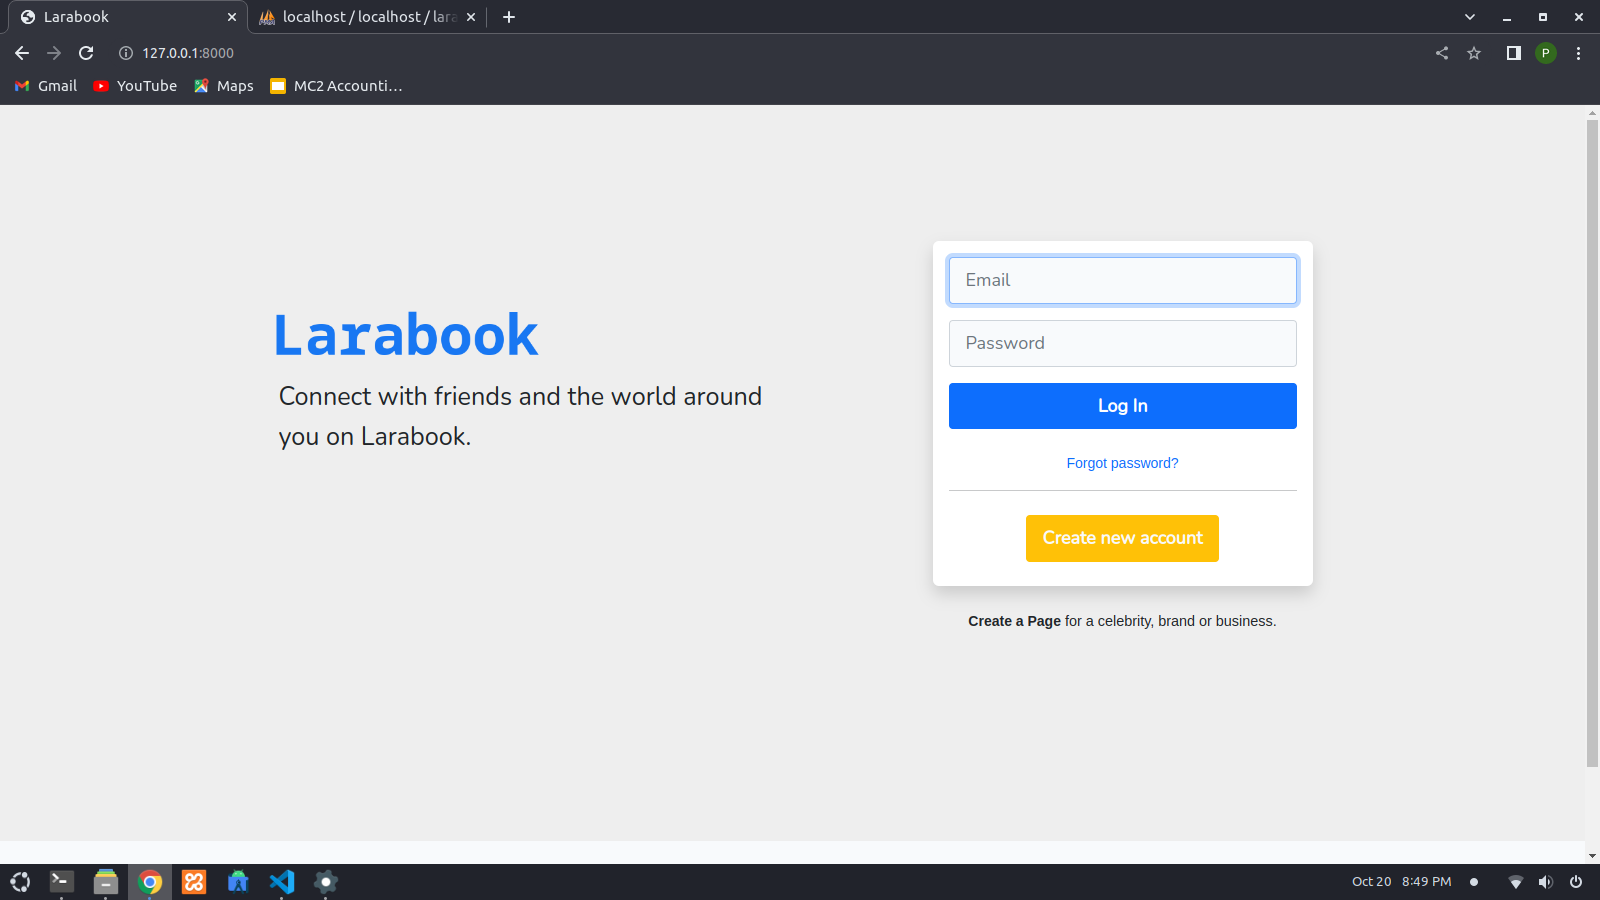 Larabook
localhost / localhost / lara
127.0.0.1:8000
P
Gmail
YouTube
Maps
MC2 Accounti...
Larabook
Connect with friends and the world around
you on Larabook.
Email
Password
Log In
Forgot password?
Create new account
Create a Page for a celebrity, brand or business.
Oct 20 8:49 PM